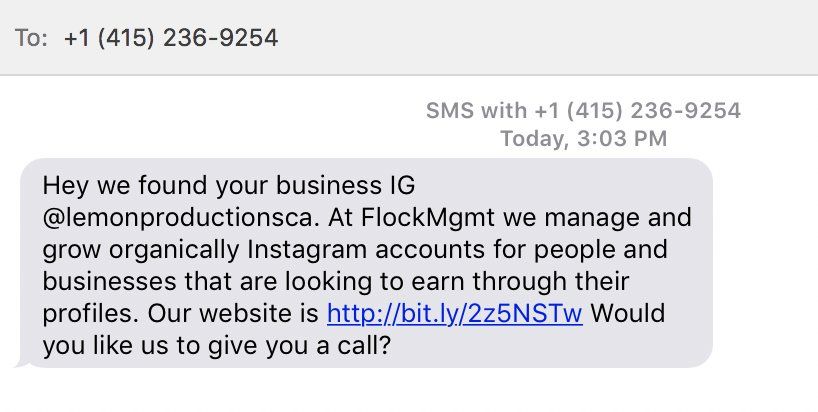 To: +1 (415) 236-9254
SMS with +1 (415) 236-9254
Today, 3:03 PM
Hey we found your business IG
@lemonproductionsca. At FlockMgmt we manage and
grow organically Instagram accounts for people and
businesses that are looking to earn through their
profiles. Our website is http://bit.ly/2z5NSTw Would
you like us to give you a call?